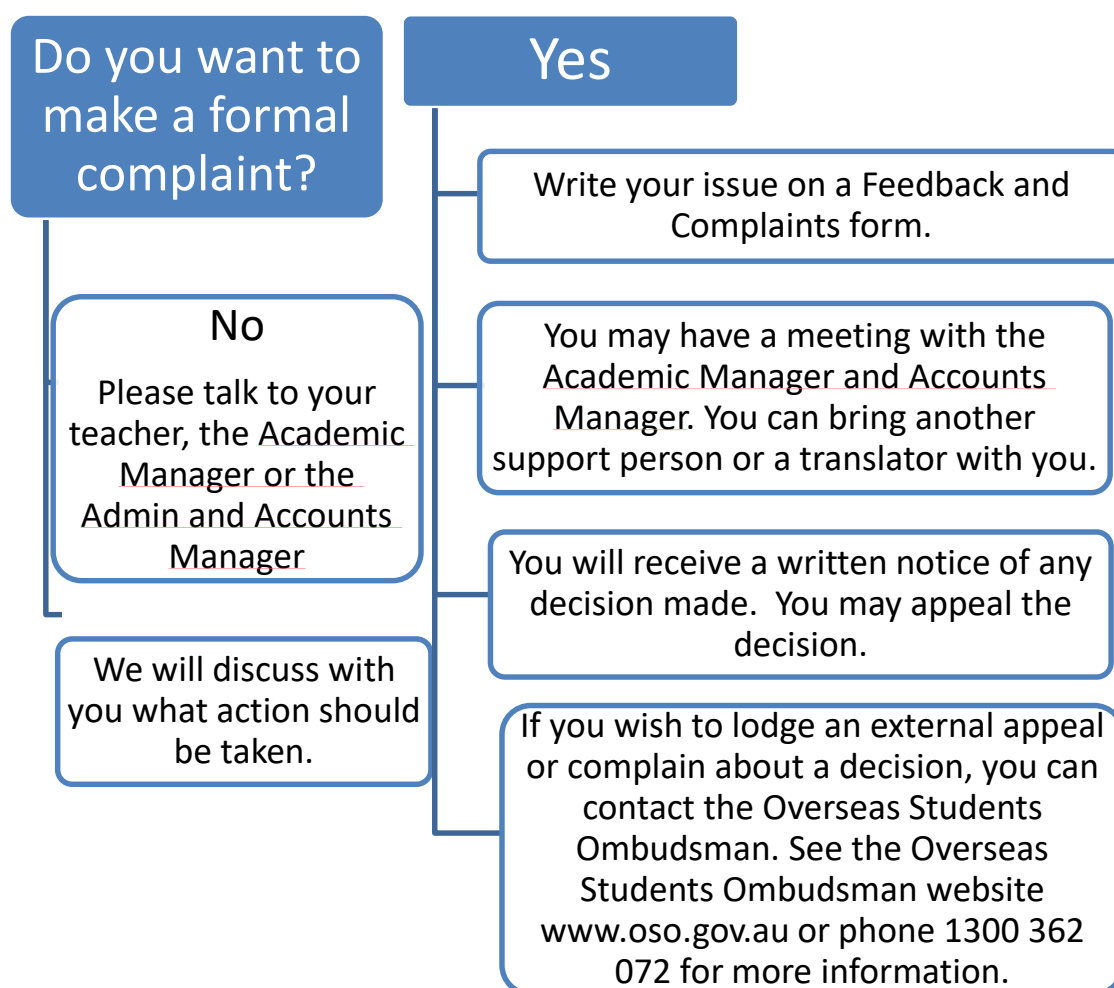 Do you want to
make a formal
complaint?
No
Please talk to your
teacher, the Academic
Manager or the
Admin and Accounts
Manager
We will discuss with
you what action should
be taken.
Yes
Write your issue on a Feedback and
Complaints form.
You may have a meeting with the
Academic Manager and Accounts
Manager. You can bring another
support person or a translator with you.
You will receive a written notice of any
decision made.  You may appeal the
decision.
If you wish to lodge an external appeal
or complain about a decision, you can
contact the Overseas Students
Ombudsman. See the Overseas
Students Ombudsman website
www.oso.gov.au or phone 1300 362
072 for more information.